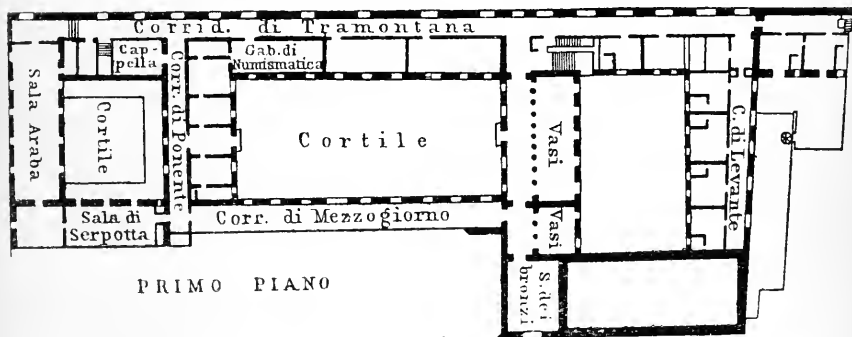 Corrid. di Tramontana
Cap-
pella
Gab. di
Numismatica
Sala Araba
Cortile
Corr. di Ponente
Cortile
Vasi
C. di Levante
Sala di
Serpotta
Corr. di Mezzogiorno
Vasi
S. dei
bronzi
PRIMO PIANO